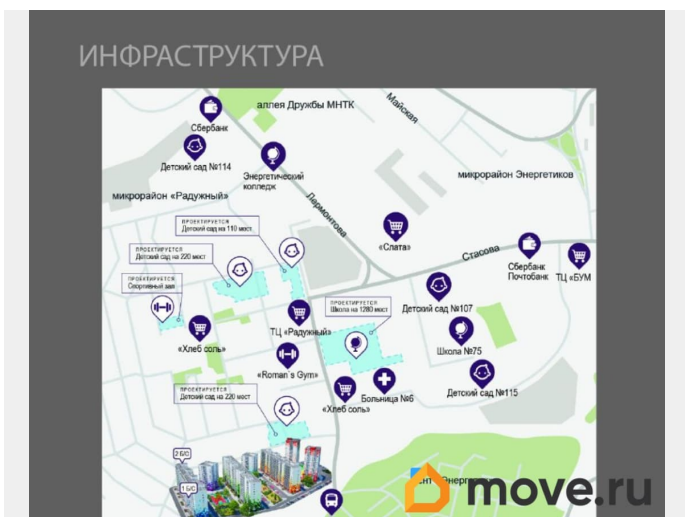 ИНФРАСТРУКТУРА
аллея Дружбы МНТК
Майская
Сбербанк
Детский сад №114
Энергетический
колледж
микрорайон Энергетиков
микрорайон «Радужный»
Лермонтова
ПРОЕКТИРУЕТСЯ
Детский сад на 110 мест
«Слата»
Стасова
ПРОЕКТИРУЕТСЯ
Детский сад на 220 мест
Сбербанк
Почтобанк
ТЦ «БУМ
ПРОЕКТИРУЕТСЯ
Спортивный зал
ПРОЕКТИРУЕТСЯ
Школа на 1280 мест
Детский сад №107
ТЦ «Радужный»
«Хлеб соль»
Школа №75
«Roman`s Gym»
ПРОЕКТИРУЕТСЯ
Детский сад на 220 мест
«Хлеб соль»
Больница №6
Детский сад №115
2 Б/С
1 Б/С
move.ru